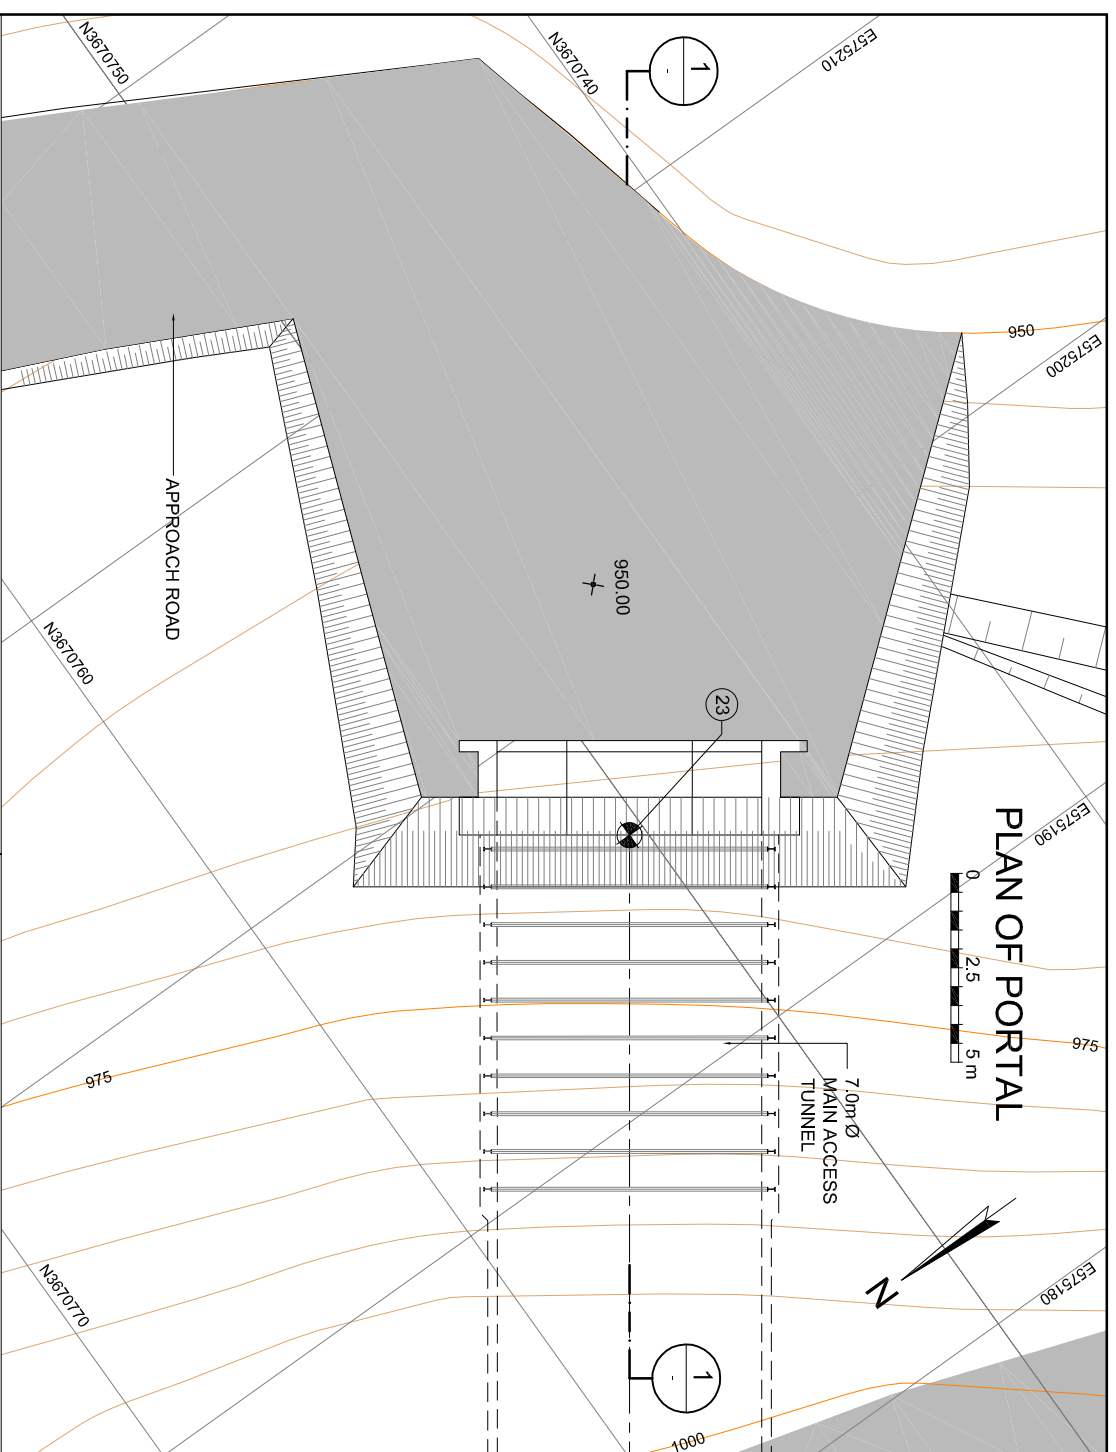 PLAN OF PORTAL
0 2.5 5 m
N3670750
N3670740
E575210
1
-
950
E575200
APPROACH ROAD
950.00
N3670760
23
E575190
975
975
7.0m Ø
MAIN ACCESS
TUNNEL
N
E575180
N3670770
1
-
1000